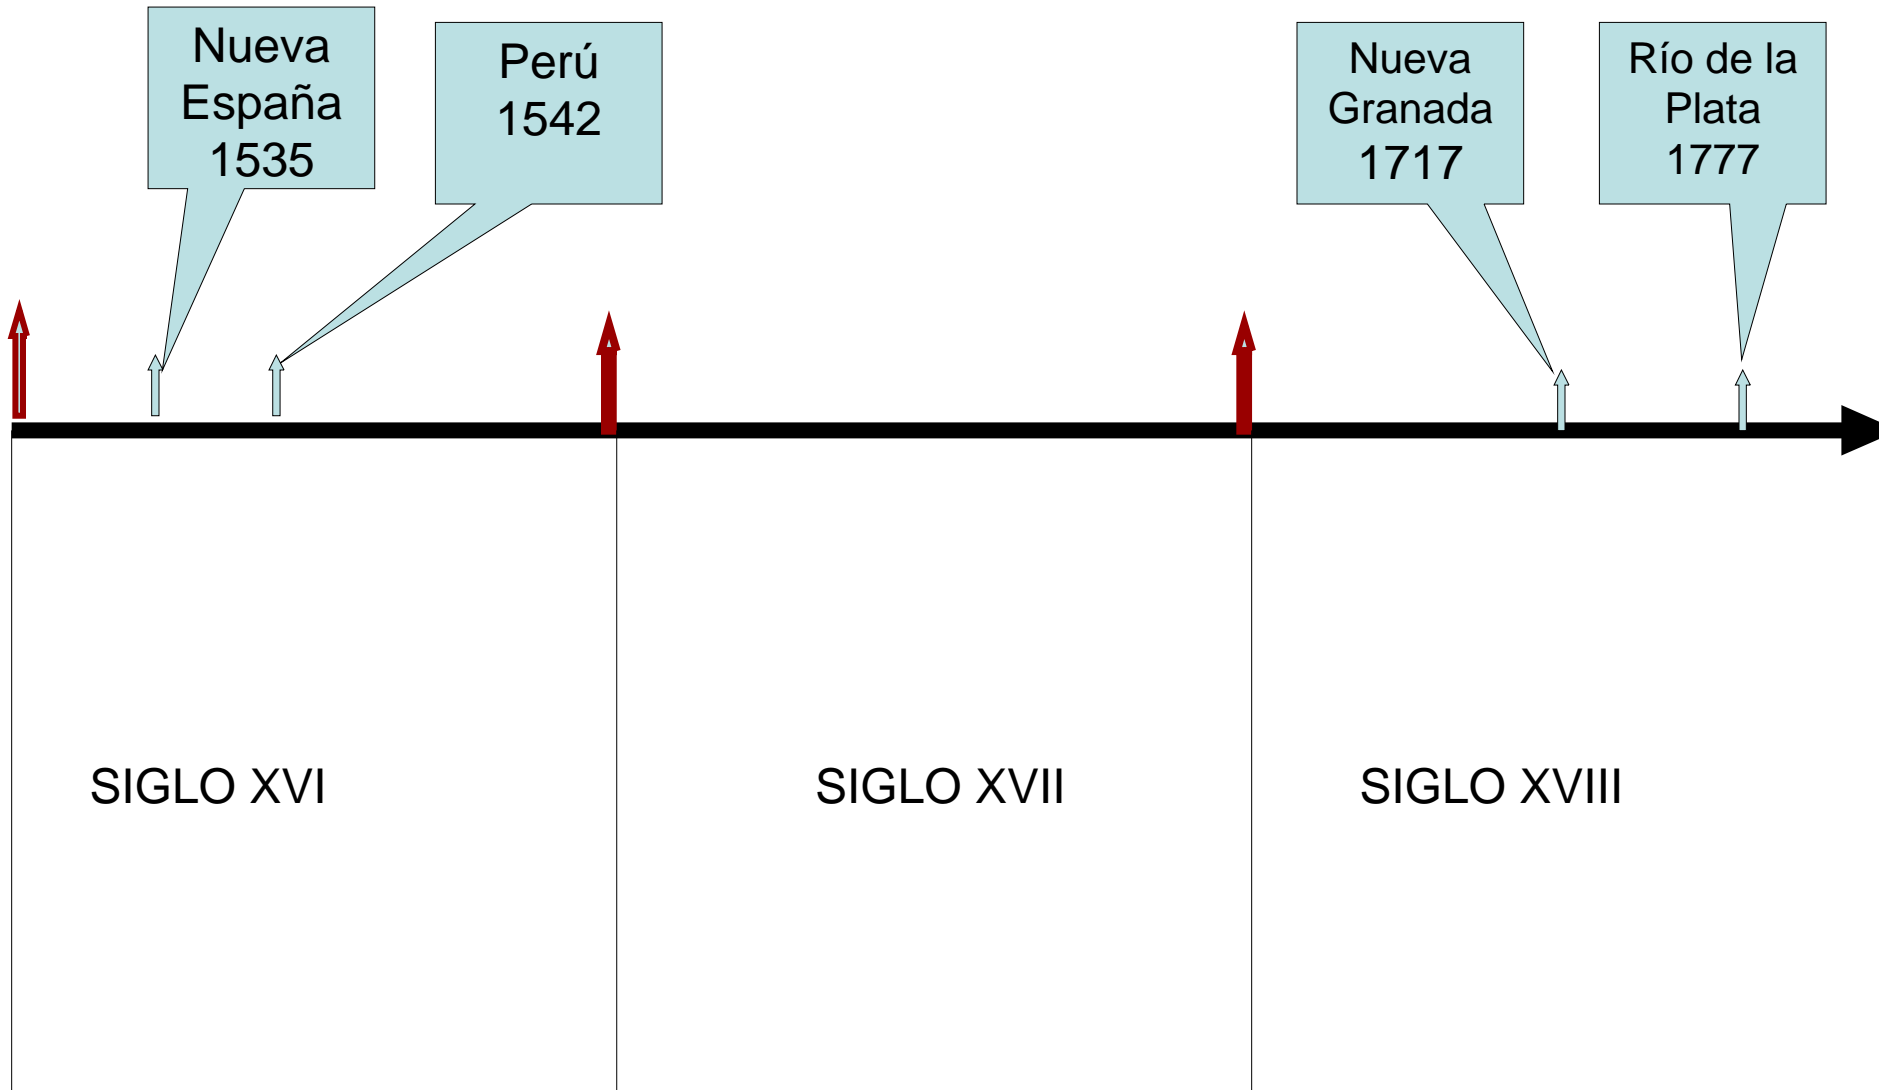 Nueva
España
1535
Perú
1542
Nueva
Granada
1717
Río de la
Plata
1777
SIGLO XVI
SIGLO XVII
SIGLO XVIII